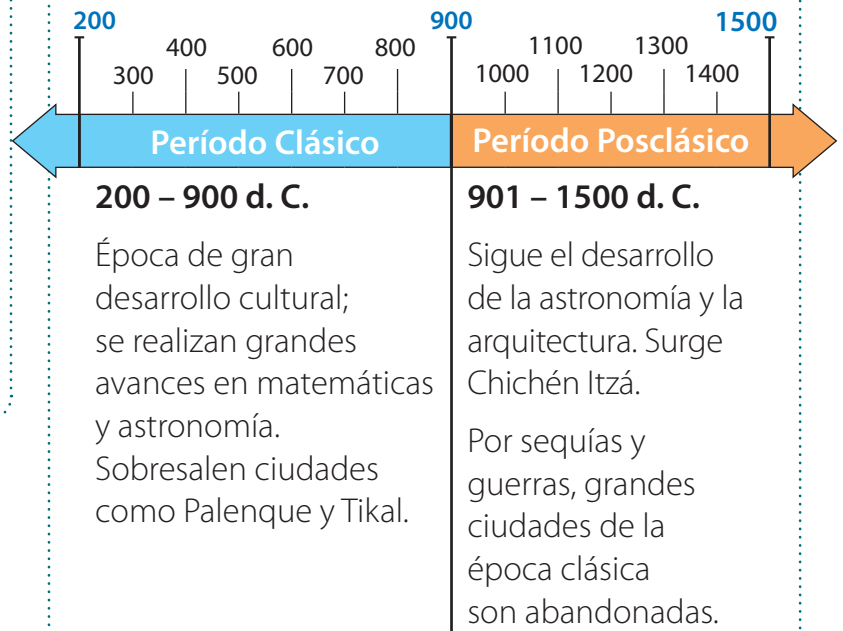 200 900 1500
400 600 800 1100 1300
300 500 700 1000 1200 1400
Período Clásico
200 – 900 d. C.
Época de gran
desarrollo cultural;
se realizan grandes
avances en matemáticas
y astronomía.
Sobresalen ciudades
como Palenque y Tikal.
Período Posclásico
901 – 1500 d. C.
Sigue el desarrollo
de la astronomía y la
arquitectura. Surge
Chichén Itzá.
Por sequías y
guerras, grandes
ciudades de la
época clásica
son abandonadas.